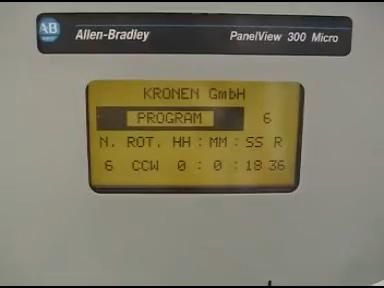 AB Allen-Bradley PanelView 300 Micro
KRONEN GmbH
PROGRAM 6
N. ROT. HH : MM : SS R
6 CCW 0 : 0 : 18 36